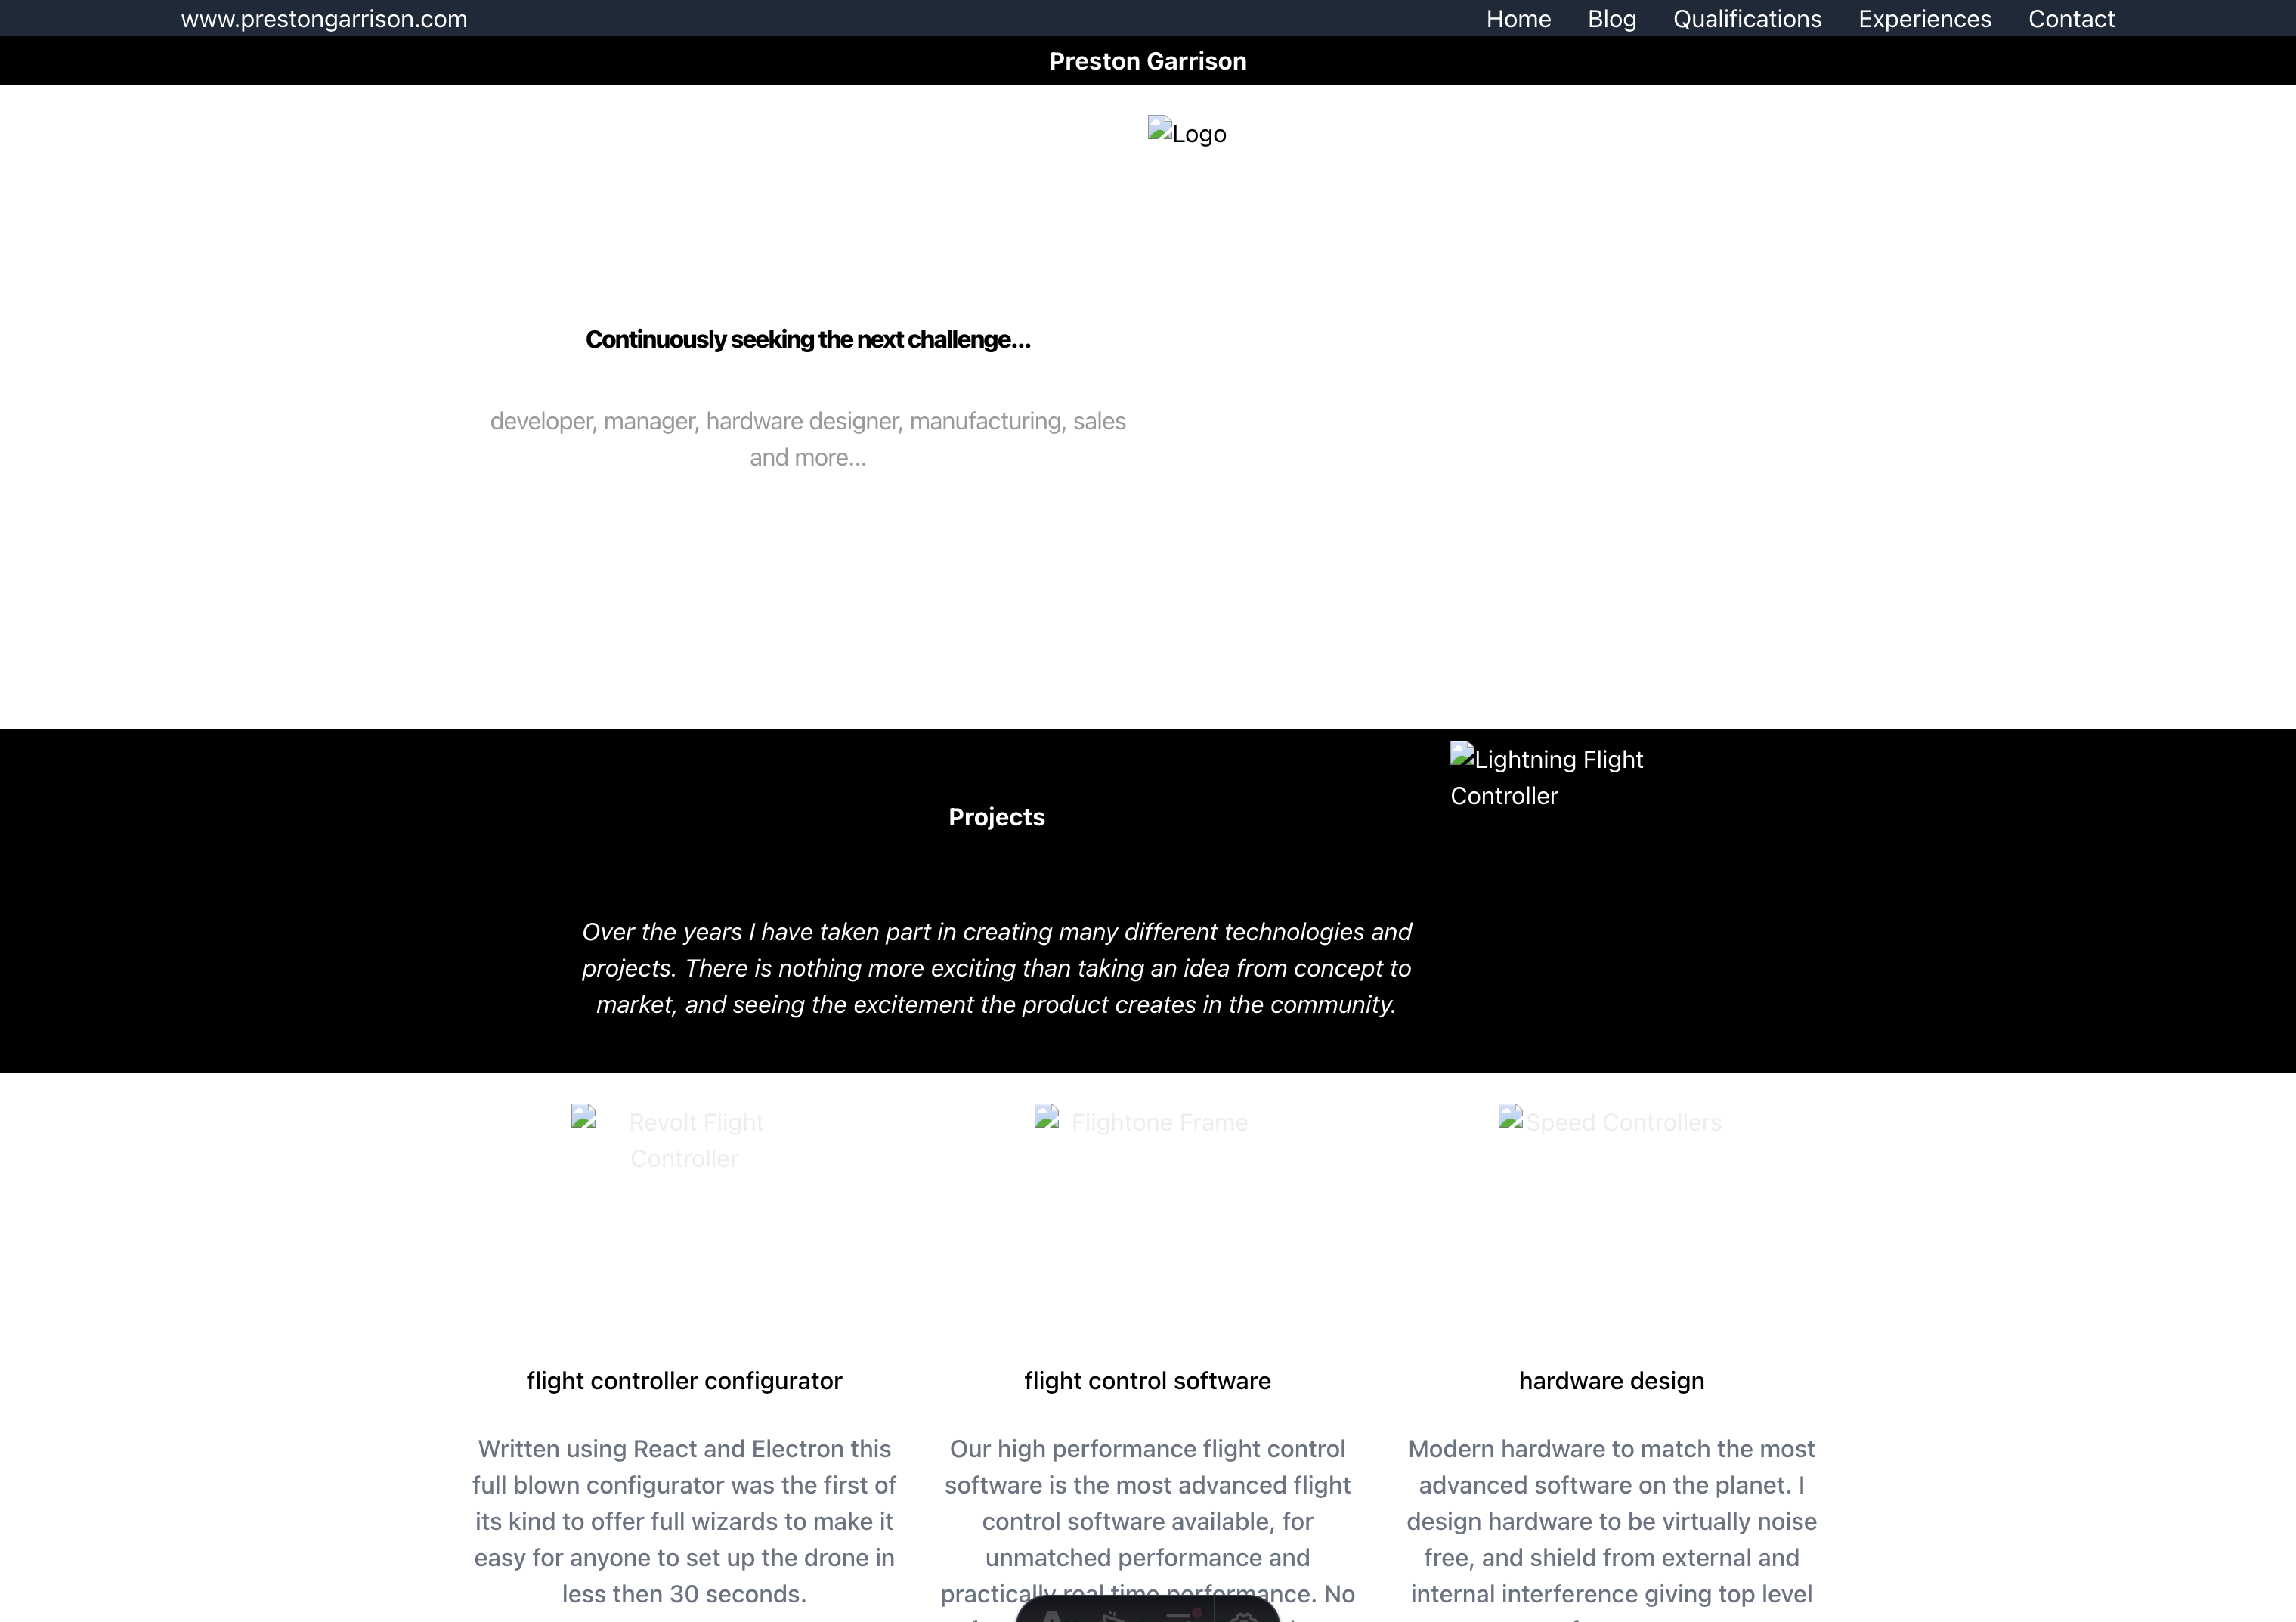 www.prestongarrison.com
Home Blog Qualifications Experiences Contact
Preston Garrison
Logo
Continuously seeking the next challenge...
developer, manager, hardware designer, manufacturing, sales
and more...
Lightning Flight
Controller
Projects
Over the years I have taken part in creating many different technologies and
projects. There is nothing more exciting than taking an idea from concept to
market, and seeing the excitement the product creates in the community.
Revolt Flight
Controller
Flightone Frame
Speed Controllers
flight controller configurator
Written using React and Electron this
full blown configurator was the first of
its kind to offer full wizards to make it
easy for anyone to set up the drone in
less then 30 seconds.
flight control software
Our high performance flight control
software is the most advanced flight
control software available, for
unmatched performance and
practically real time performance. No
hardware design
Modern hardware to match the most
advanced software on the planet. I
design hardware to be virtually noise
free, and shield from external and
internal interference giving top level